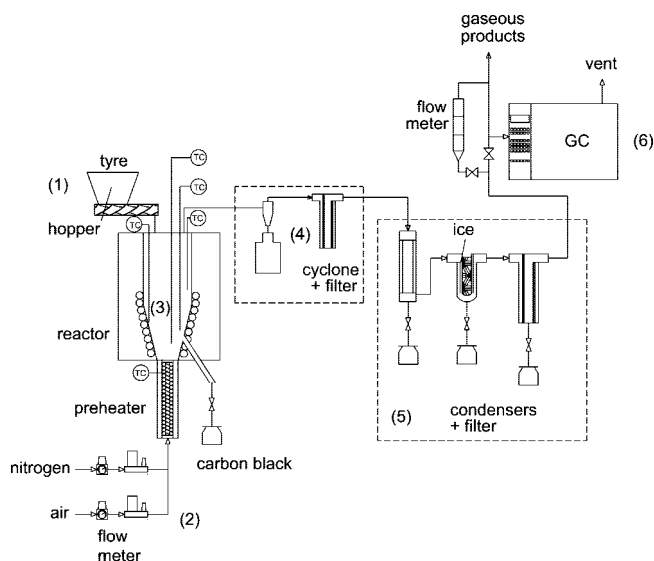 gaseous
products
vent
flow
meter
GC
(6)
tyre
TC
(1)
TC
(4)
TC
TC
hopper
ice
cyclone
+ filter
(3)
reactor
TC
preheater
(5)
condensers
+ filter
carbon black
nitrogen
air
(2)
flow
meter